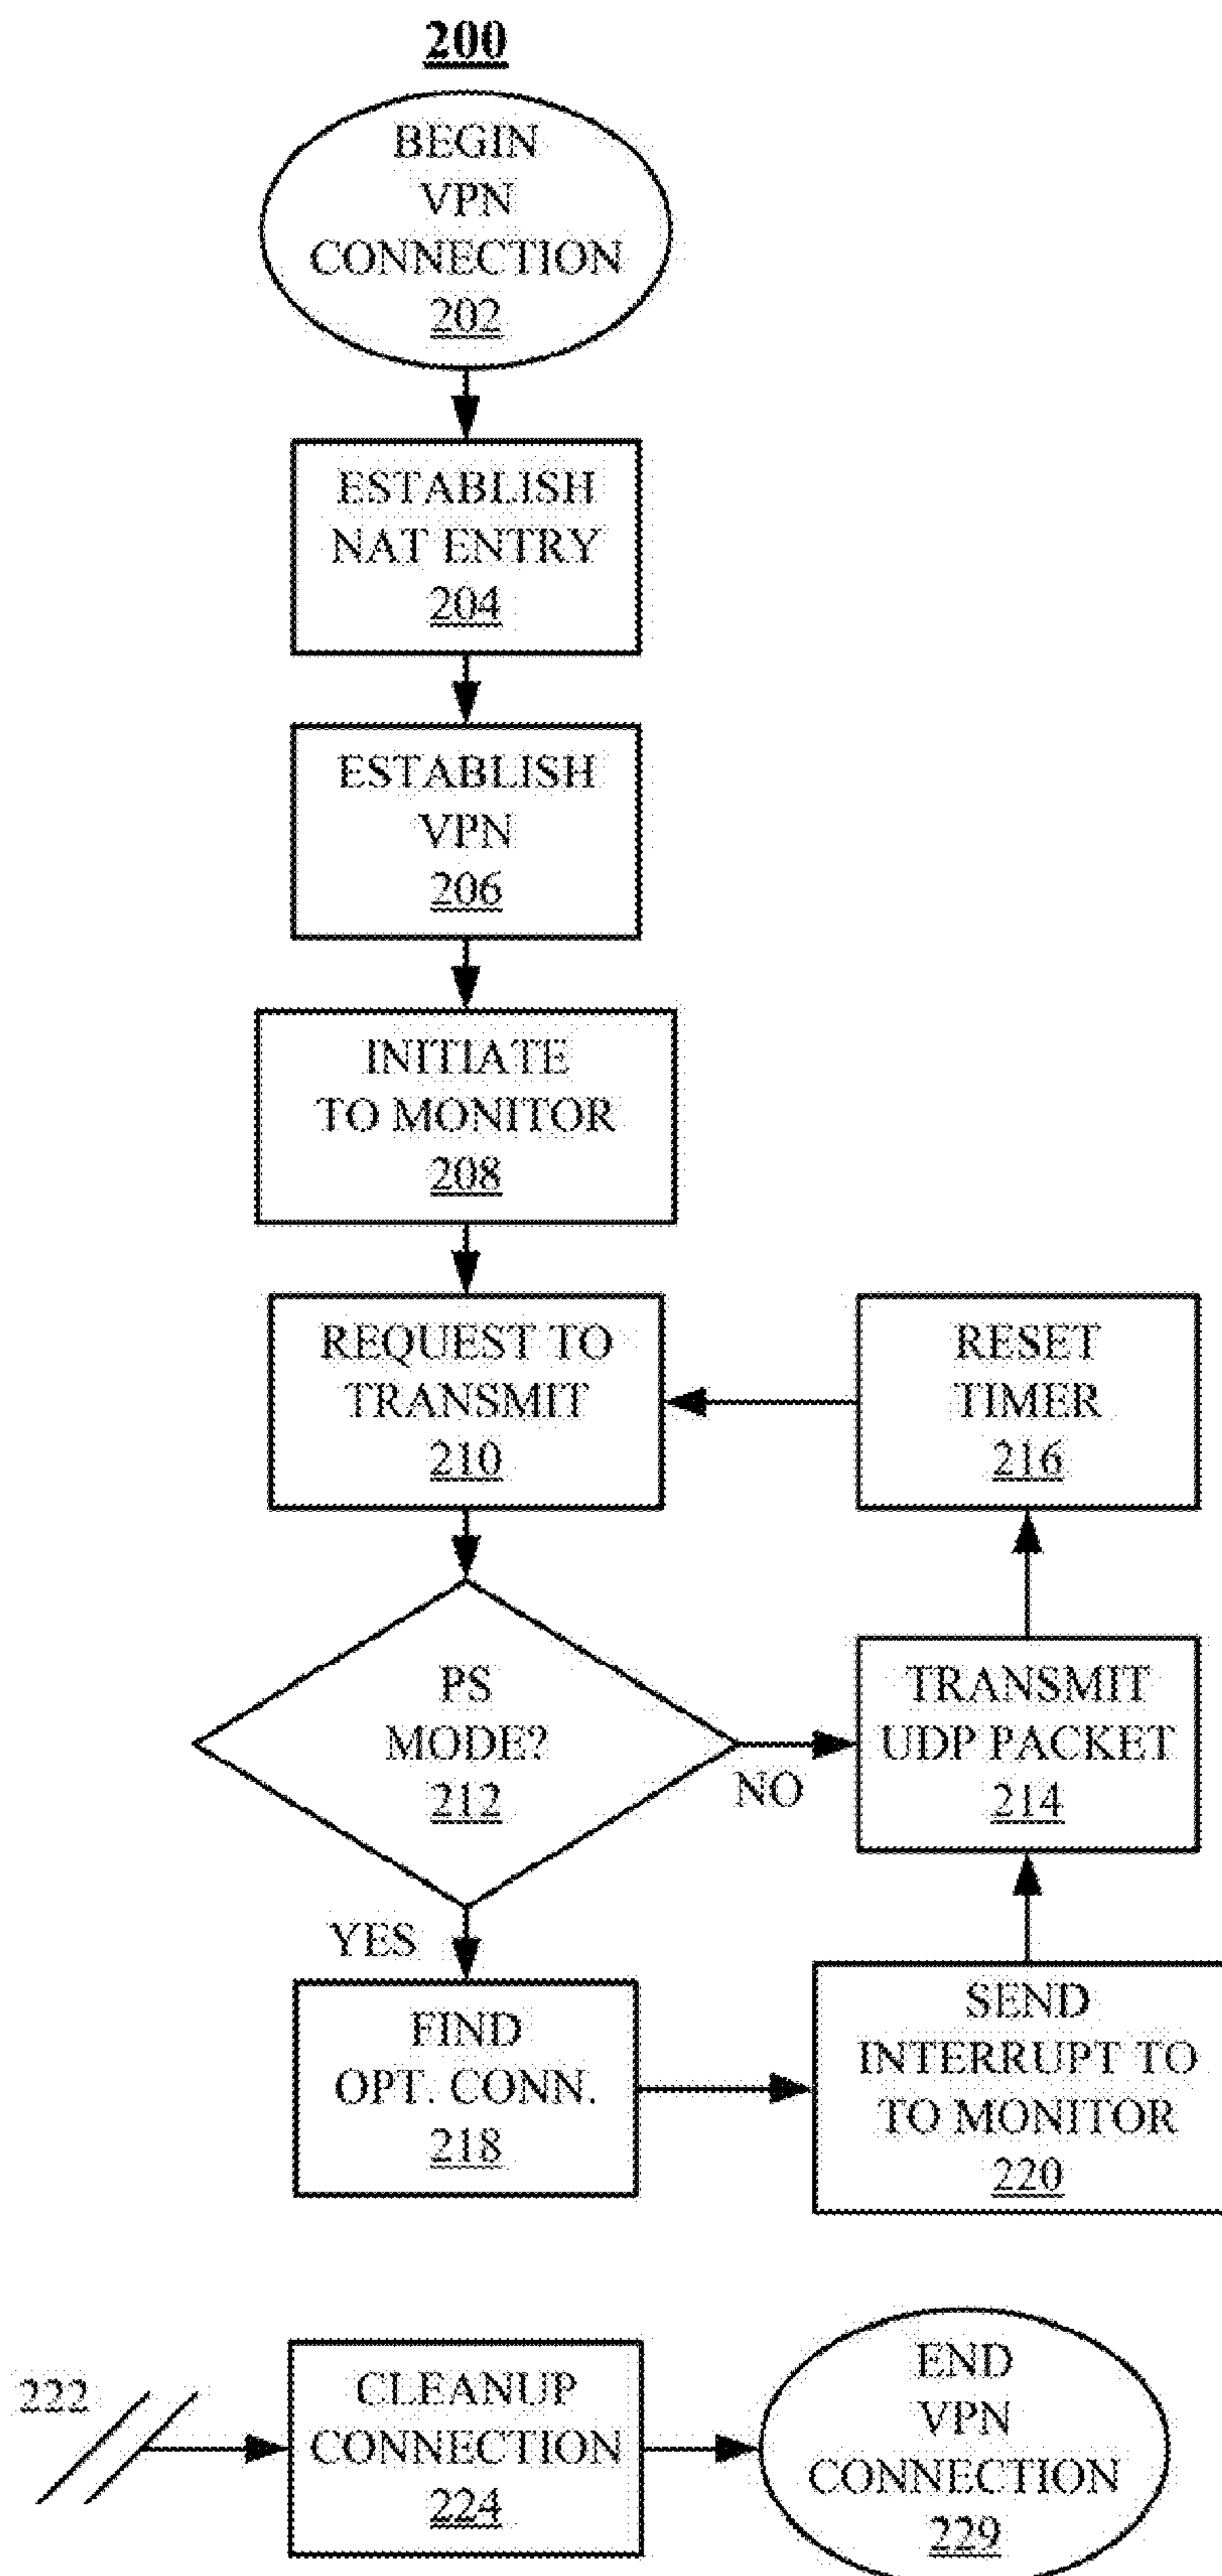 200
BEGIN
VPN
CONNECTION
202
ESTABLISH
NAT ENTRY
204
ESTABLISH
VPN
206
INITIATE
TO MONITOR
208
REQUEST TO
TRANSMIT
210
RESET
TIMER
216
PS
MODE?
212
NO
TRANSMIT
UDP PACKET
214
YES
FIND
OPT. CONN.
218
SEND
INTERRUPT TO
TO MONITOR
220
222
CLEANUP
CONNECTION
224
END
VPN
CONNECTION
229